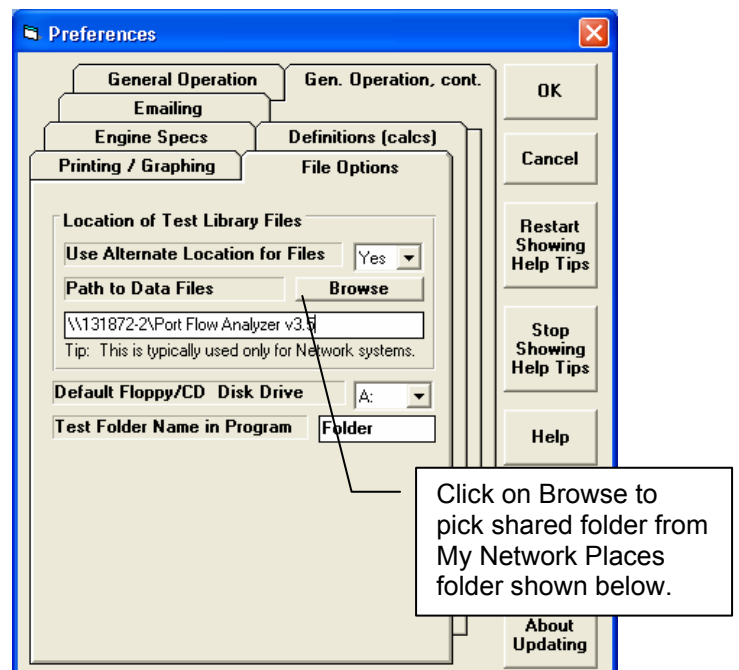 Preferences
General Operation
Gen. Operation, cont.
Emailing
Engine Specs
Definitions (calcs)
Printing / Graphing
File Options
Location of Test Library Files
Use Alternate Location for Files
Yes
Path to Data Files
Browse
\\131872-2\Port Flow Analyzer v3.5
Tip: This is typically used only for Network systems.
Default Floppy/CD Disk Drive
A:
Test Folder Name in Program
Folder
OK
Cancel
Restart
Showing
Help Tips
Stop
Showing
Help Tips
Help
Click on Browse to
pick shared folder from
My Network Places
folder shown below.
About
Updating